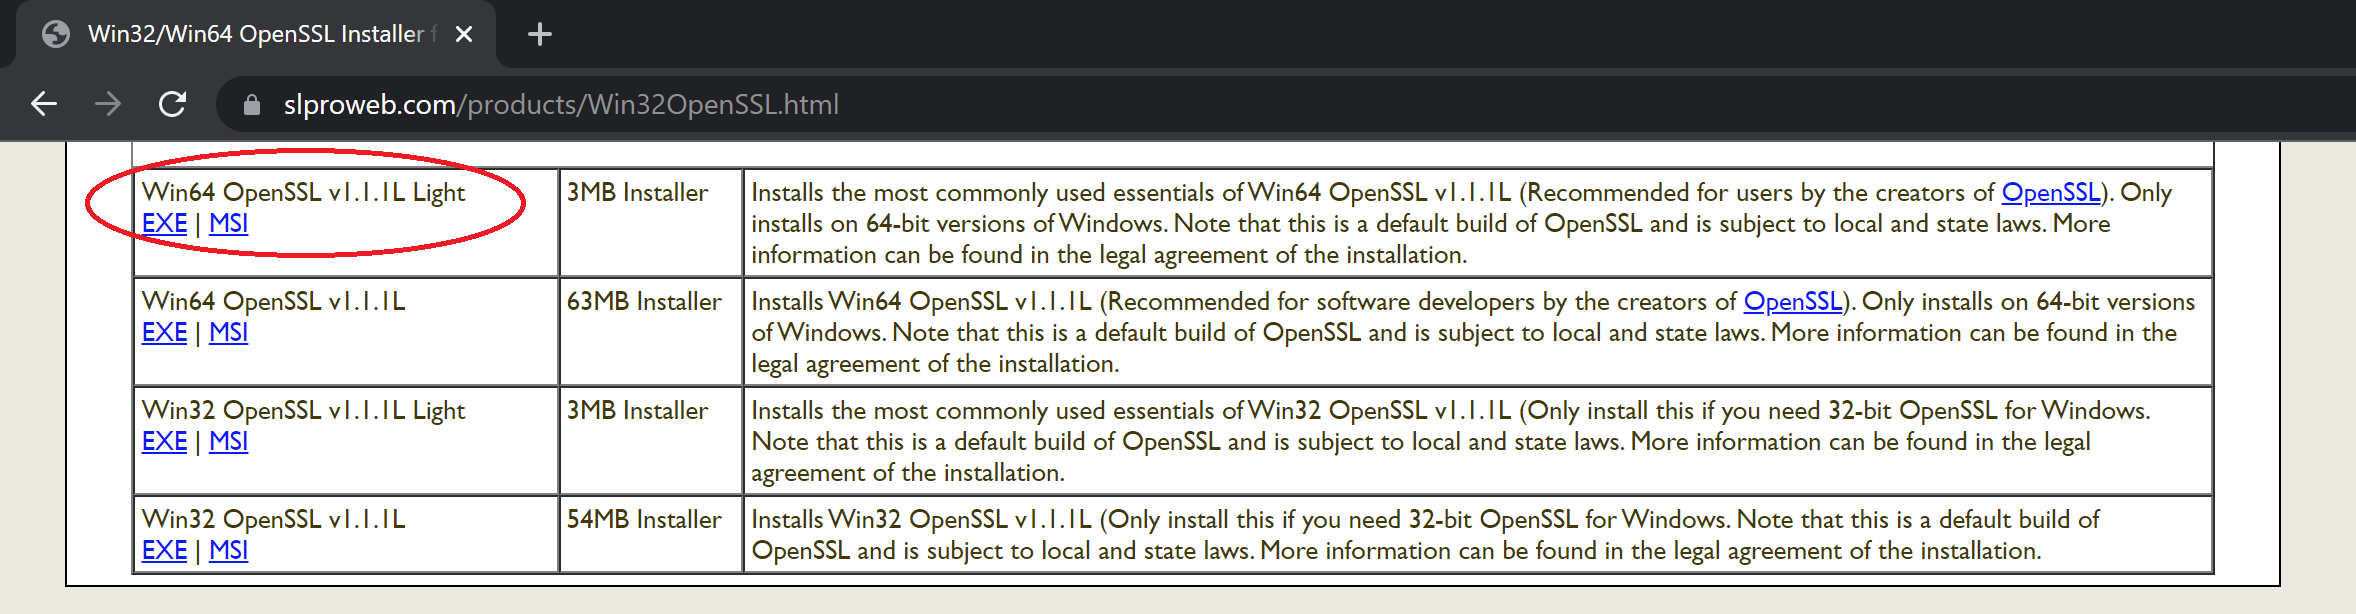 Win32/Win64 OpenSSL Installer f
slproweb.com/products/Win32OpenSSL.html
Win64 OpenSSL v1.1.1L Light
EXE | MSI
3MB Installer
Installs the most commonly used essentials of Win64 OpenSSL v1.1.1L (Recommended for users by the creators of OpenSSL). Only
installs on 64-bit versions of Windows. Note that this is a default build of OpenSSL and is subject to local and state laws. More
information can be found in the legal agreement of the installation.
Win64 OpenSSL v1.1.1L
EXE | MSI
63MB Installer
Installs Win64 OpenSSL v1.1.1L (Recommended for software developers by the creators of OpenSSL). Only installs on 64-bit versions
of Windows. Note that this is a default build of OpenSSL and is subject to local and state laws. More information can be found in the
legal agreement of the installation.
Win32 OpenSSL v1.1.1L Light
EXE | MSI
3MB Installer
Installs the most commonly used essentials of Win32 OpenSSL v1.1.1L (Only install this if you need 32-bit OpenSSL for Windows.
Note that this is a default build of OpenSSL and is subject to local and state laws. More information can be found in the legal
agreement of the installation.
Win32 OpenSSL v1.1.1L
EXE | MSI
54MB Installer
Installs Win32 OpenSSL v1.1.1L (Only install this if you need 32-bit OpenSSL for Windows. Note that this is a default build of
OpenSSL and is subject to local and state laws. More information can be found in the legal agreement of the installation.